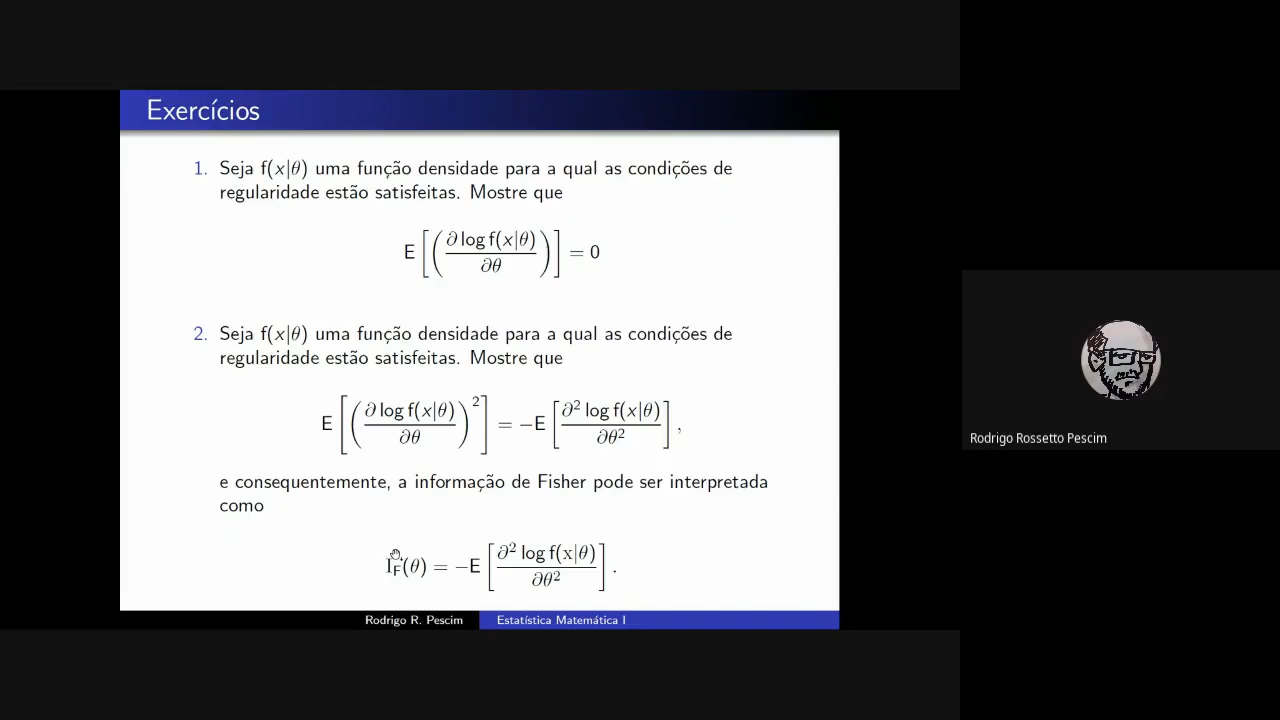 Exercícios
1. Seja f(x|θ) uma função densidade para a qual as condições de
regularidade estão satisfeitas. Mostre que
E[(∂ log f(x|θ)/∂θ)] = 0
2. Seja f(x|θ) uma função densidade para a qual as condições de
regularidade estão satisfeitas. Mostre que
E[(∂ log f(x|θ)/∂θ)²] = −E[∂² log f(x|θ)/∂θ²],
e consequentemente, a informação de Fisher pode ser interpretada
como
I_F(θ) = −E[∂² log f(x|θ)/∂θ²].
Rodrigo R. Pescim Estatística Matemática I
Rodrigo Rossetto Pescim